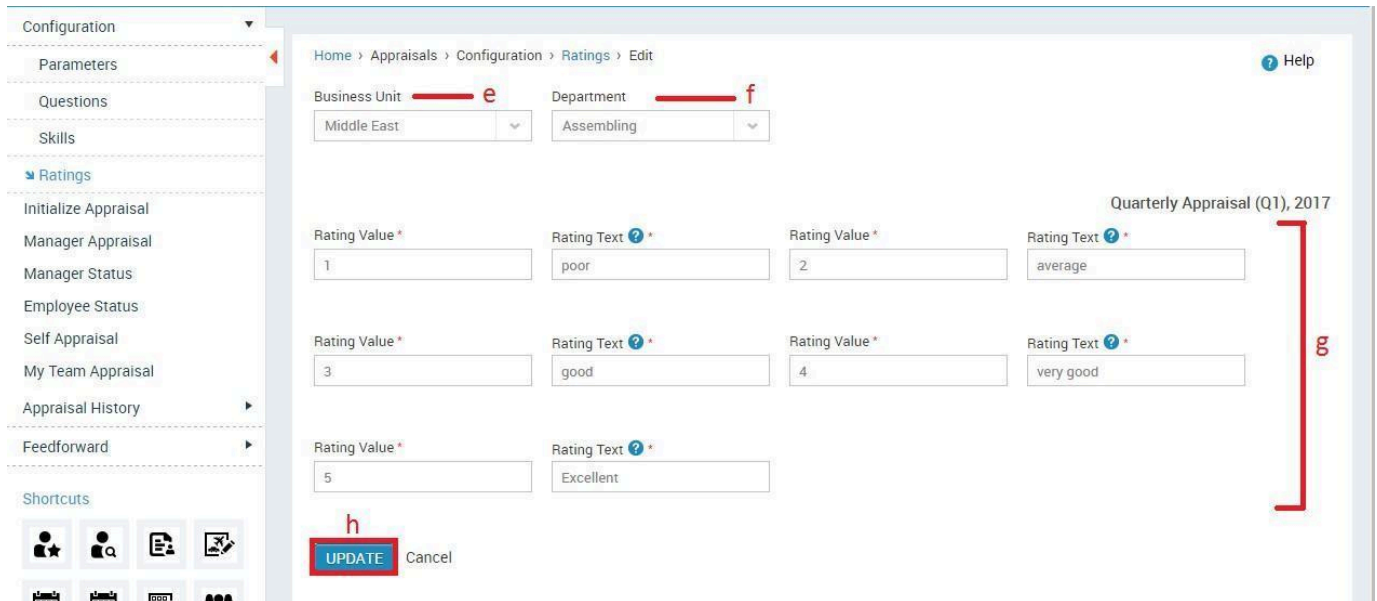 Configuration
Parameters
Questions
Skills
Ratings
Initialize Appraisal
Manager Appraisal
Manager Status
Employee Status
Self Appraisal
My Team Appraisal
Appraisal History
Feedforward
Shortcuts
Home › Appraisals › Configuration › Ratings › Edit
? Help
Business Unit e Department f
Middle East Assembling
Quarterly Appraisal (Q1), 2017
Rating Value * Rating Text ? * Rating Value * Rating Text ? *
1 poor 2 average
Rating Value * Rating Text ? * Rating Value * Rating Text ? *
3 good 4 very good
g
Rating Value * Rating Text ? *
5 Excellent
h
UPDATE Cancel